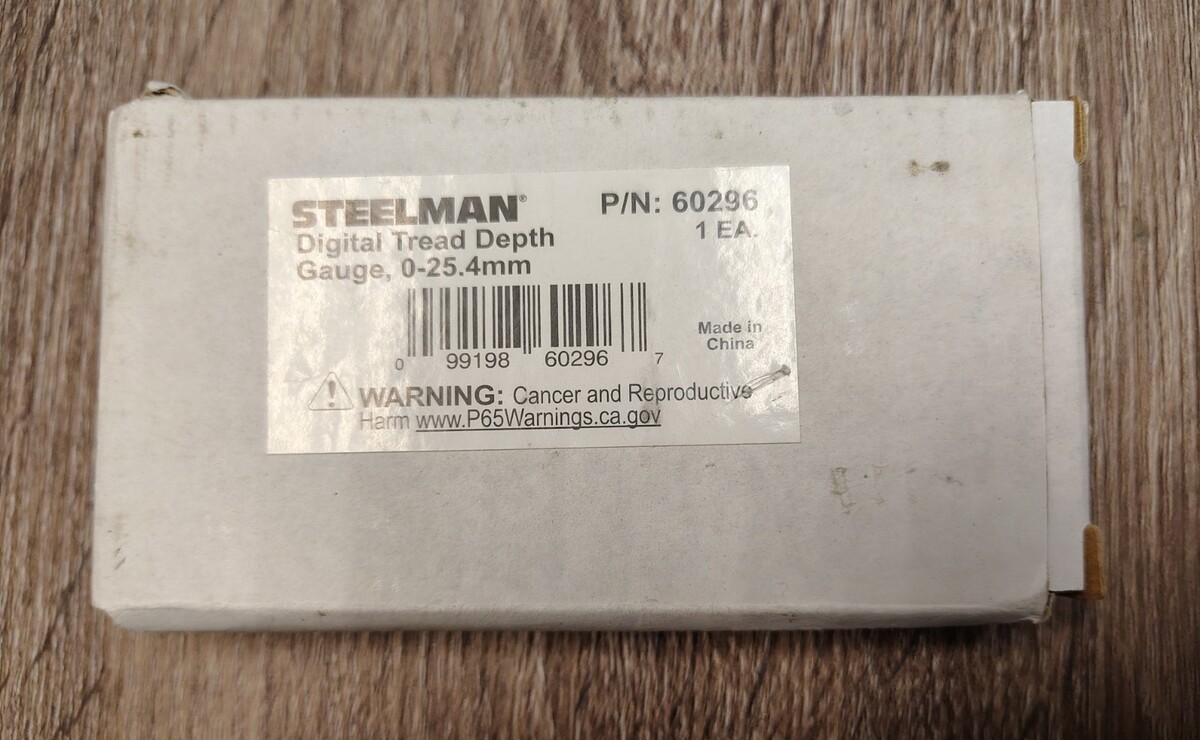 STEELMAN® P/N: 60296
Digital Tread Depth 1 EA.
Gauge, 0-25.4mm
Made in
China
0 99198 60296 7
WARNING: Cancer and Reproductive
Harm www.P65Warnings.ca.gov